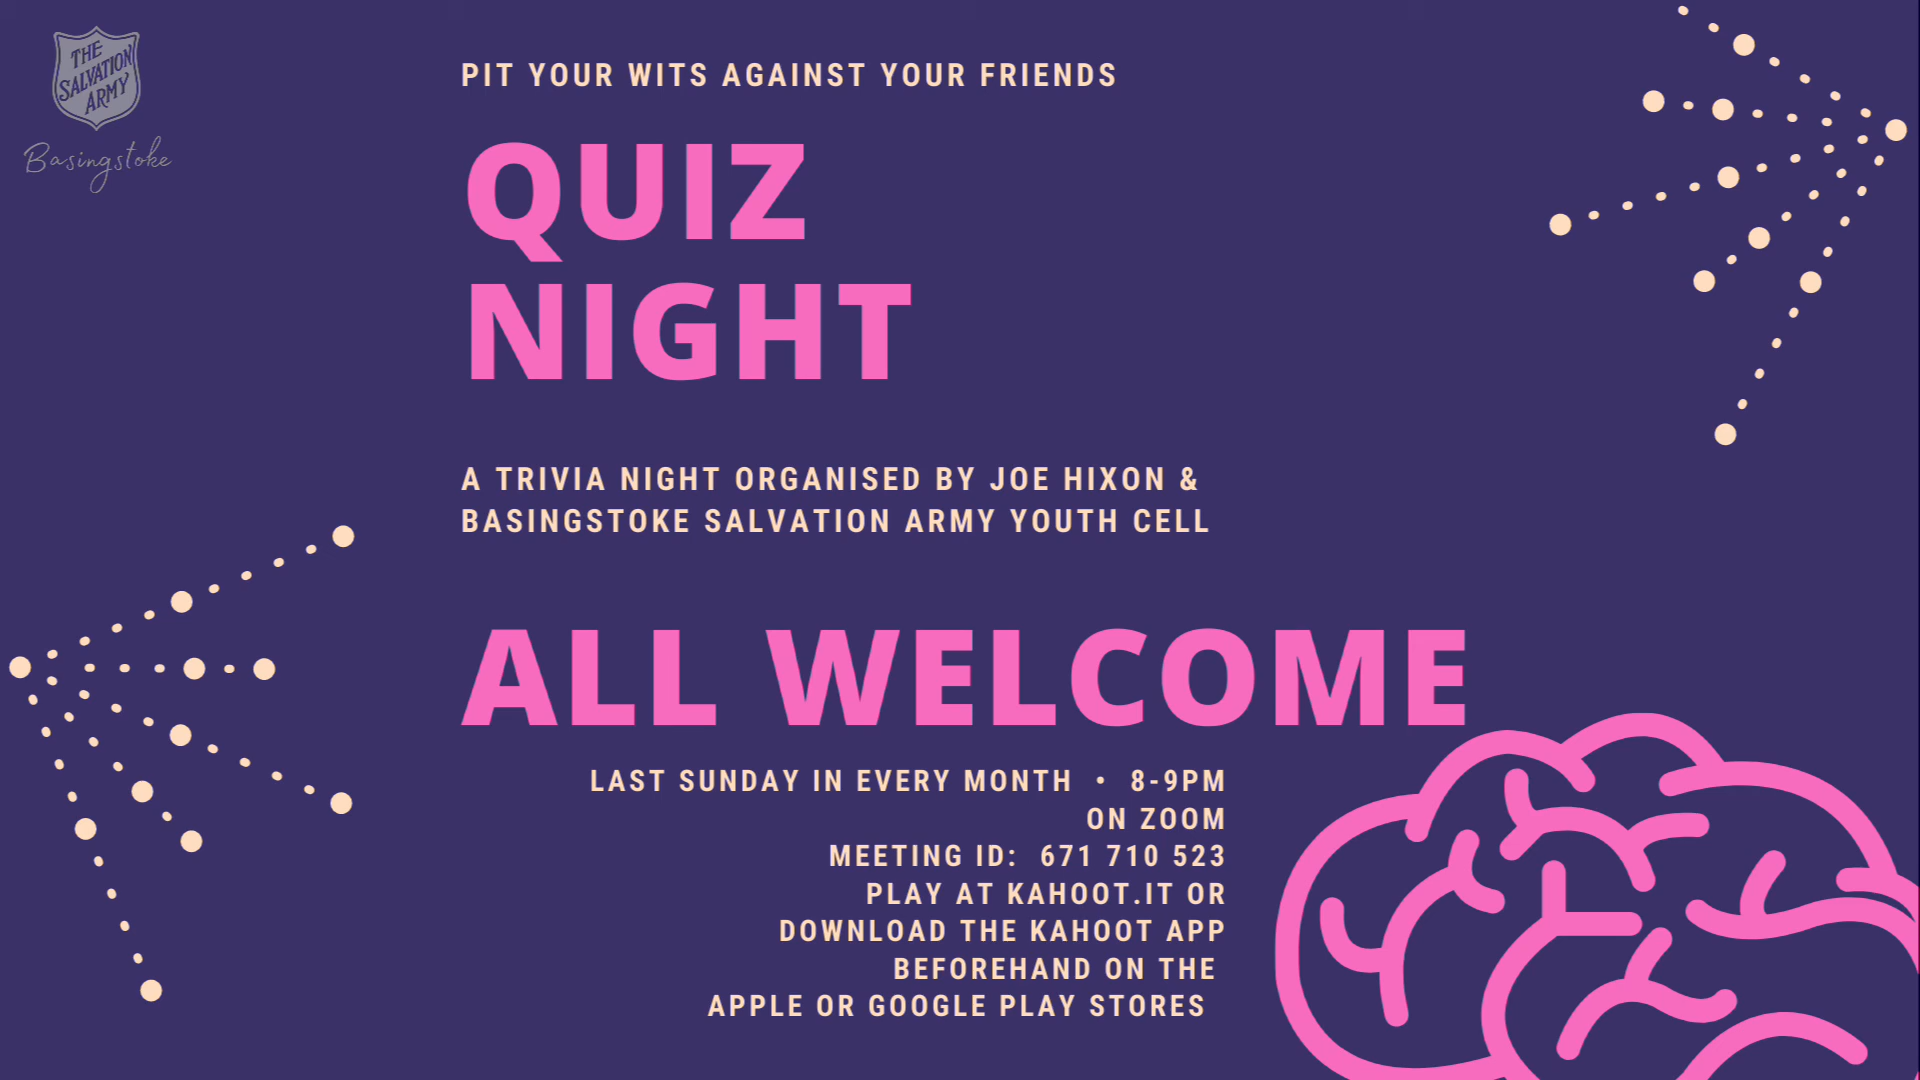 THE
SALVATION
ARMY
Basingstoke
PIT YOUR WITS AGAINST YOUR FRIENDS
QUIZ
NIGHT
A TRIVIA NIGHT ORGANISED BY JOE HIXON &
BASINGSTOKE SALVATION ARMY YOUTH CELL
ALL WELCOME
LAST SUNDAY IN EVERY MONTH • 8-9PM
ON ZOOM
MEETING ID: 671 710 523
PLAY AT KAHOOT.IT OR
DOWNLOAD THE KAHOOT APP
BEFOREHAND ON THE
APPLE OR GOOGLE PLAY STORES